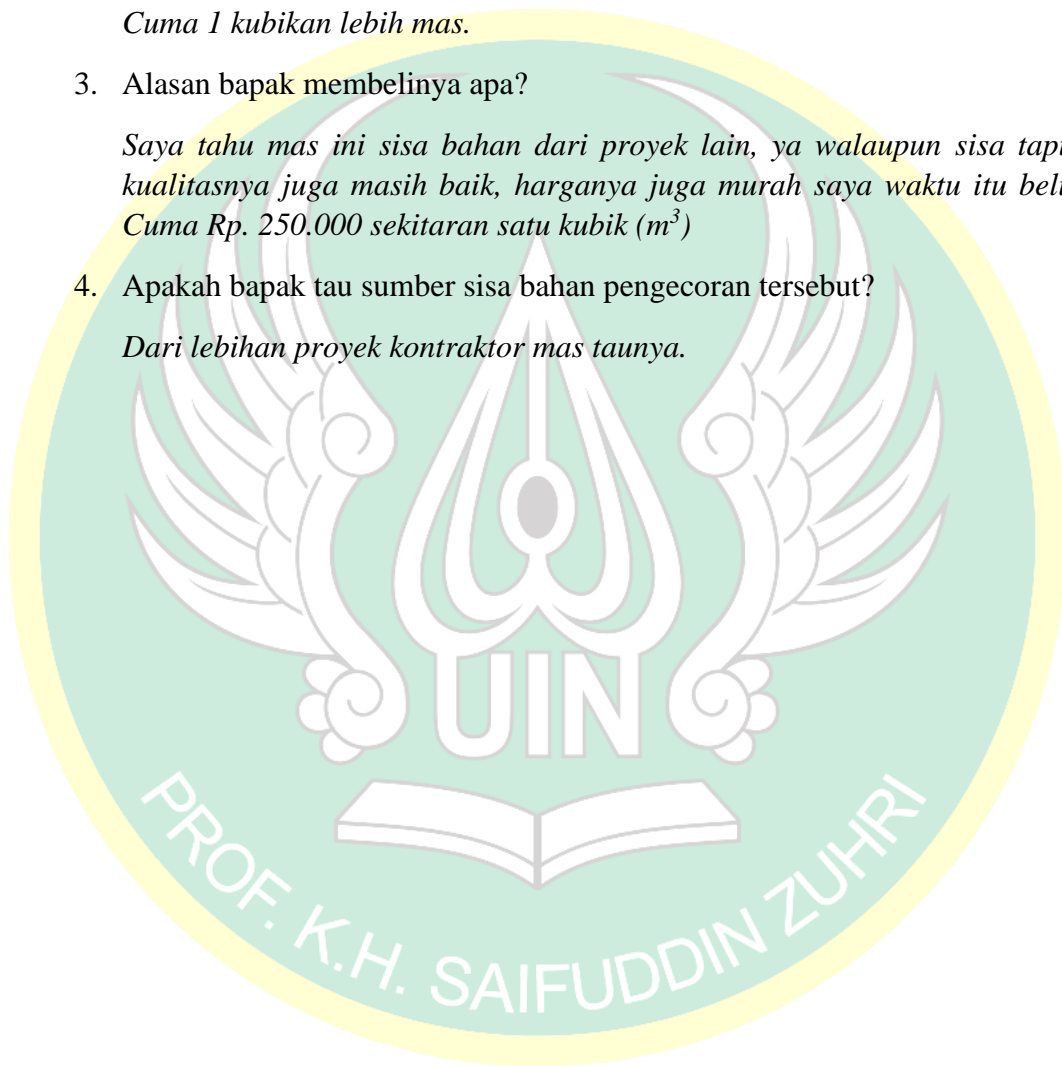 Cuma 1 kubikan lebih mas.
3. Alasan bapak membelinya apa?
Saya tahu mas ini sisa bahan dari proyek lain, ya walaupun sisa tapi
kualitasnya juga masih baik, harganya juga murah saya waktu itu beli
Cuma Rp. 250.000 sekitaran satu kubik (m³)
4. Apakah bapak tau sumber sisa bahan pengecoran tersebut?
Dari lebihan proyek kontraktor mas taunya.
UIN
PROF. K.H. SAIFUDDIN ZUHRI